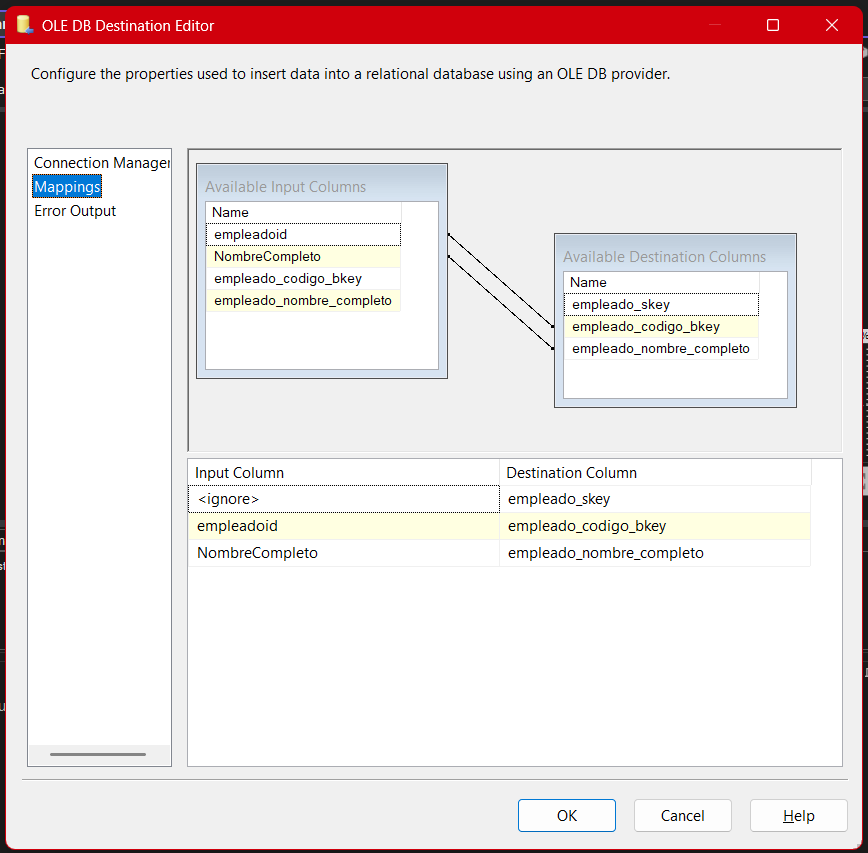 OLE DB Destination Editor
Configure the properties used to insert data into a relational database using an OLE DB provider.
Connection Manager
Mappings
Error Output
Available Input Columns
Name
empleadoid
NombreCompleto
empleado_codigo_bkey
empleado_nombre_completo
Available Destination Columns
Name
empleado_skey
empleado_codigo_bkey
empleado_nombre_completo
Input Column Destination Column
<ignore> empleado_skey
empleadoid empleado_codigo_bkey
NombreCompleto empleado_nombre_completo
OK Cancel Help